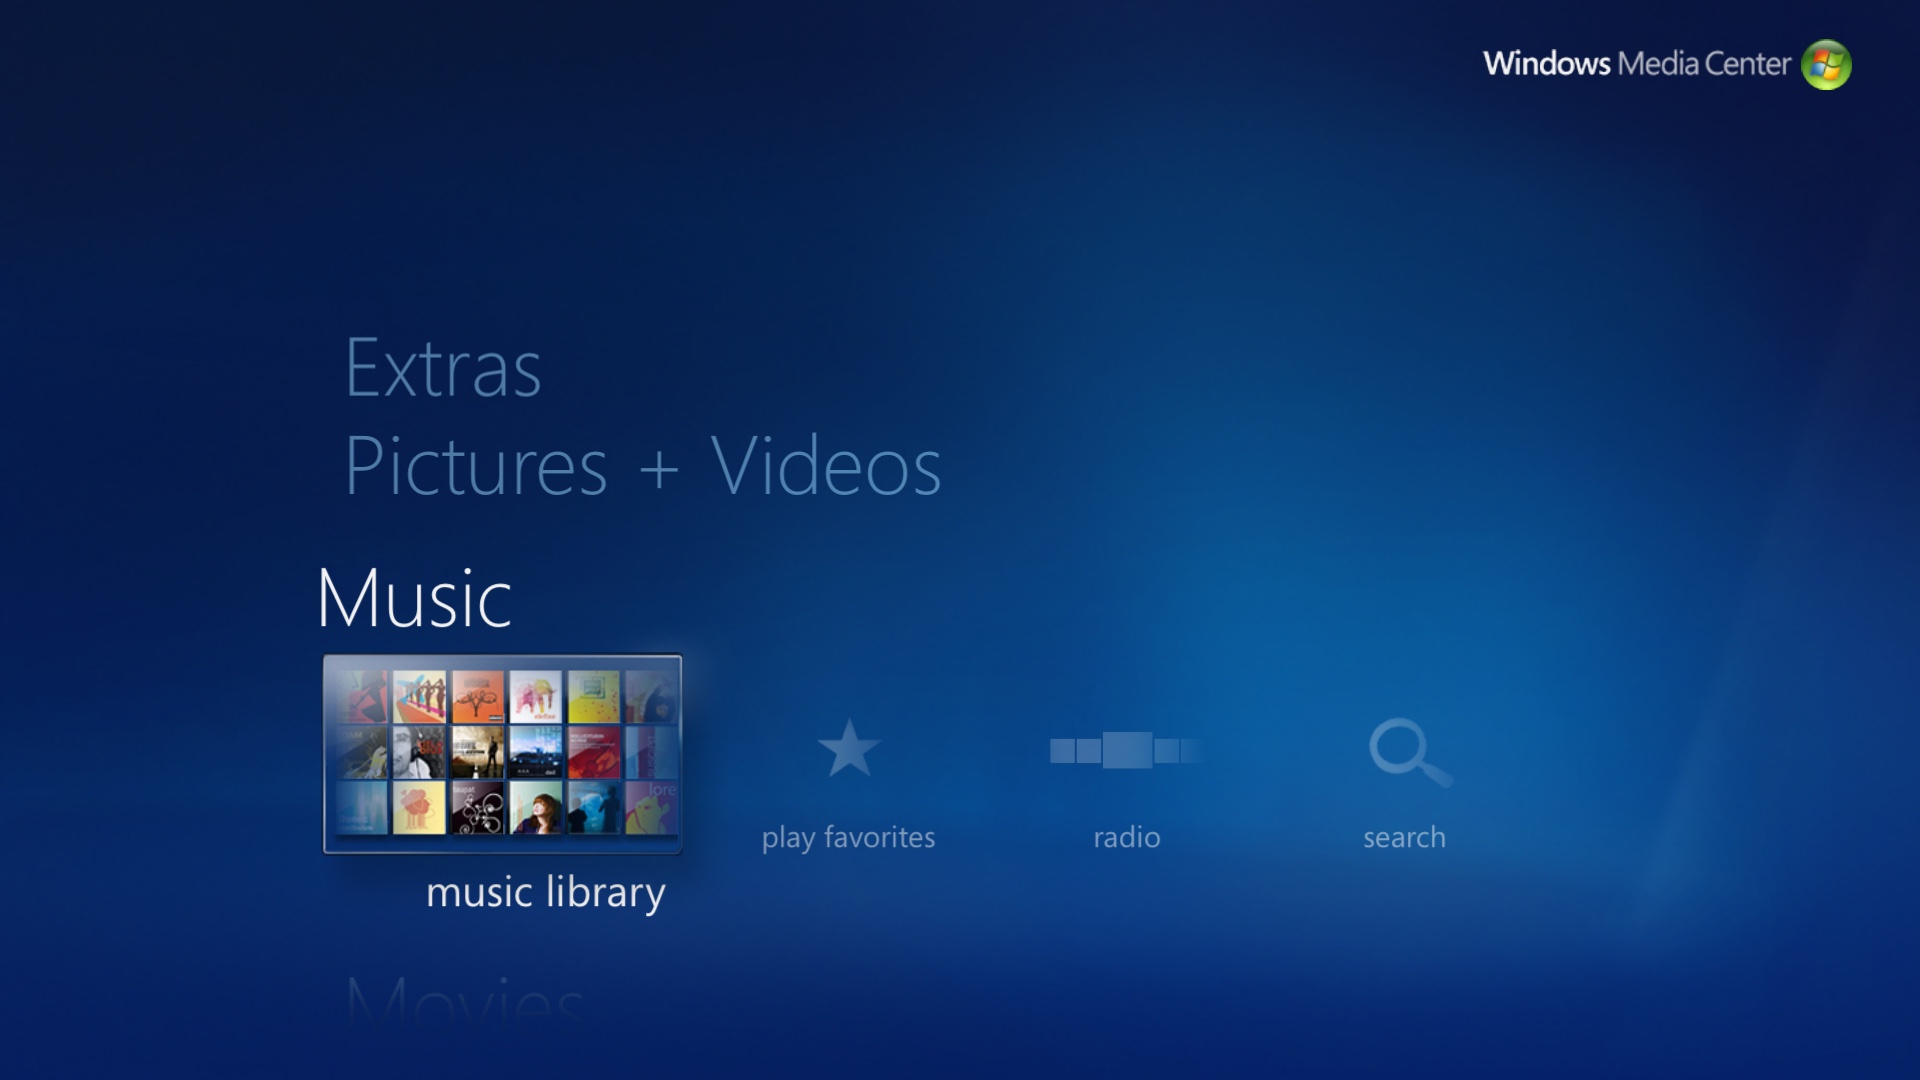 Windows Media Center
Extras
Pictures + Videos
Music
play favorites
radio
search
music library
Movies